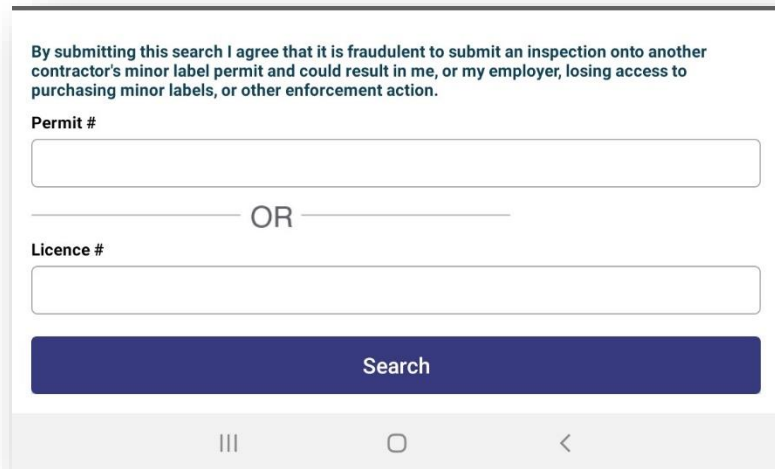 By submitting this search I agree that it is fraudulent to submit an inspection onto another
contractor's minor label permit and could result in me, or my employer, losing access to
purchasing minor labels, or other enforcement action.
Permit #
OR
Licence #
Search